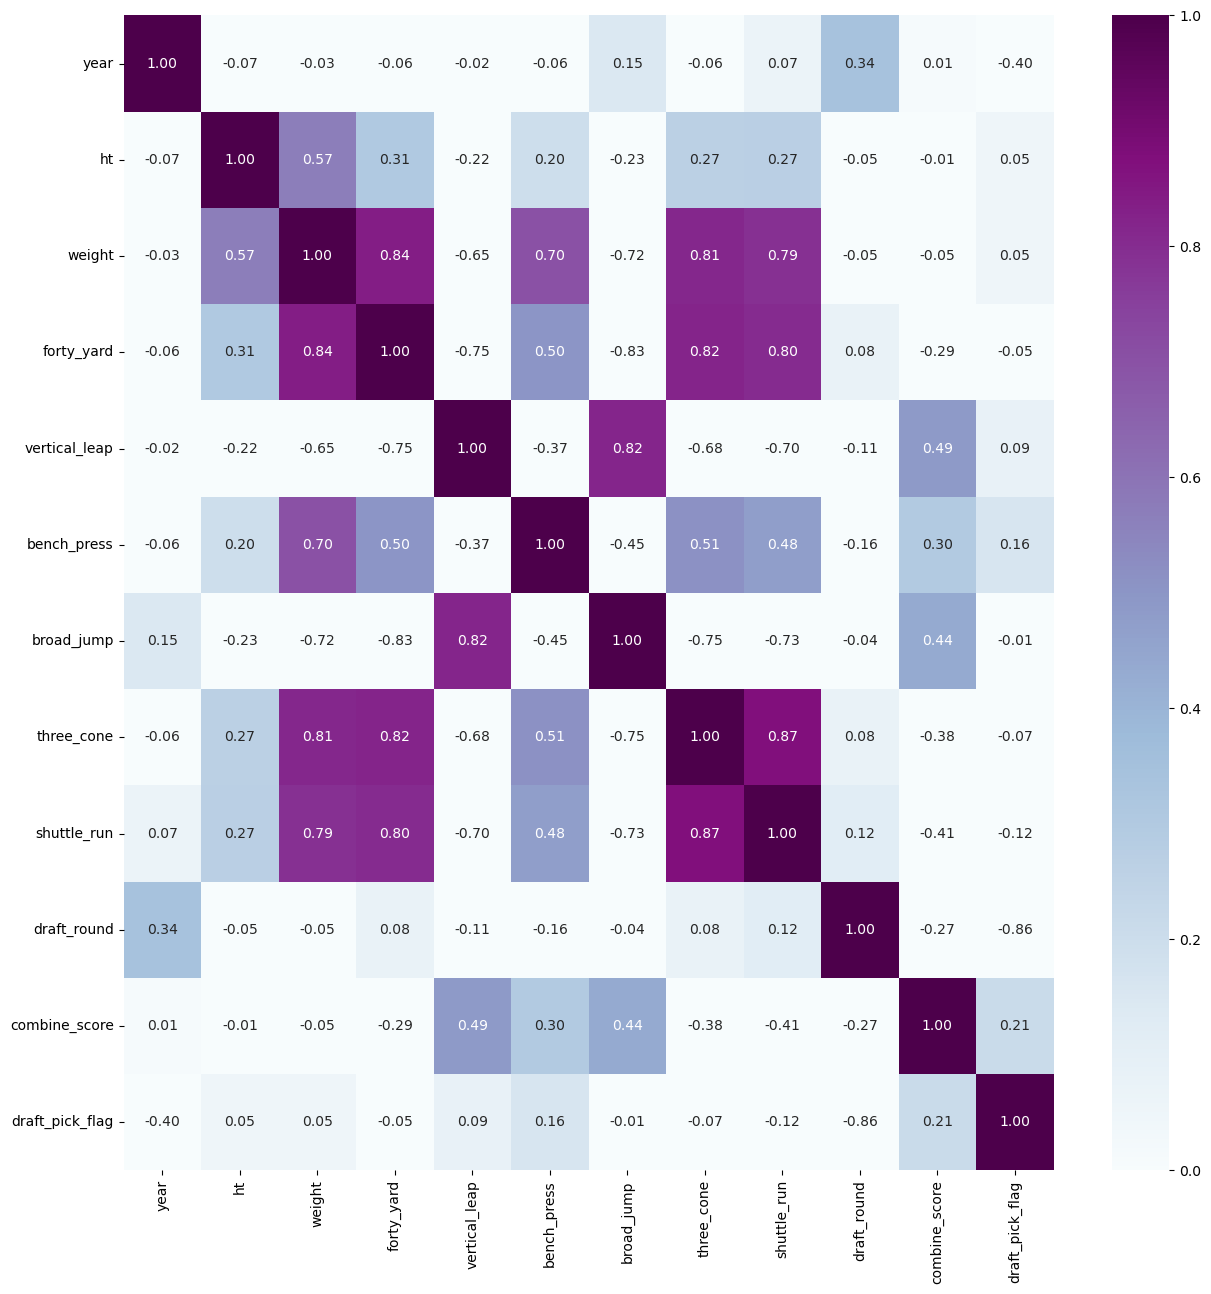 year 1.00 -0.07 -0.03 -0.06 -0.02 -0.06 0.15 -0.06 0.07 0.34 0.01 -0.40
ht -0.07 1.00 0.57 0.31 -0.22 0.20 -0.23 0.27 0.27 -0.05 -0.01 0.05
weight -0.03 0.57 1.00 0.84 -0.65 0.70 -0.72 0.81 0.79 -0.05 -0.05 0.05
forty_yard -0.06 0.31 0.84 1.00 -0.75 0.50 -0.83 0.82 0.80 0.08 -0.29 -0.05
vertical_leap -0.02 -0.22 -0.65 -0.75 1.00 -0.37 0.82 -0.68 -0.70 -0.11 0.49 0.09
bench_press -0.06 0.20 0.70 0.50 -0.37 1.00 -0.45 0.51 0.48 -0.16 0.30 0.16
broad_jump 0.15 -0.23 -0.72 -0.83 0.82 -0.45 1.00 -0.75 -0.73 -0.04 0.44 -0.01
three_cone -0.06 0.27 0.81 0.82 -0.68 0.51 -0.75 1.00 0.87 0.08 -0.38 -0.07
shuttle_run 0.07 0.27 0.79 0.80 -0.70 0.48 -0.73 0.87 1.00 0.12 -0.41 -0.12
draft_round 0.34 -0.05 -0.05 0.08 -0.11 -0.16 -0.04 0.08 0.12 1.00 -0.27 -0.86
combine_score 0.01 -0.01 -0.05 -0.29 0.49 0.30 0.44 -0.38 -0.41 -0.27 1.00 0.21
draft_pick_flag -0.40 0.05 0.05 -0.05 0.09 0.16 -0.01 -0.07 -0.12 -0.86 0.21 1.00
year
ht
weight
forty_yard
vertical_leap
bench_press
broad_jump
three_cone
shuttle_run
draft_round
combine_score
draft_pick_flag
1.0
0.8
0.6
0.4
0.2
0.0